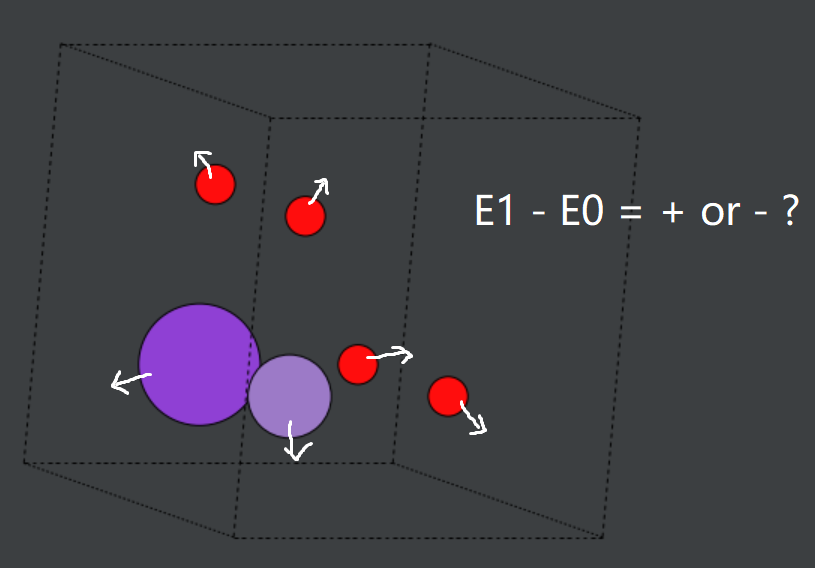 E1 - E0 = + or - ?